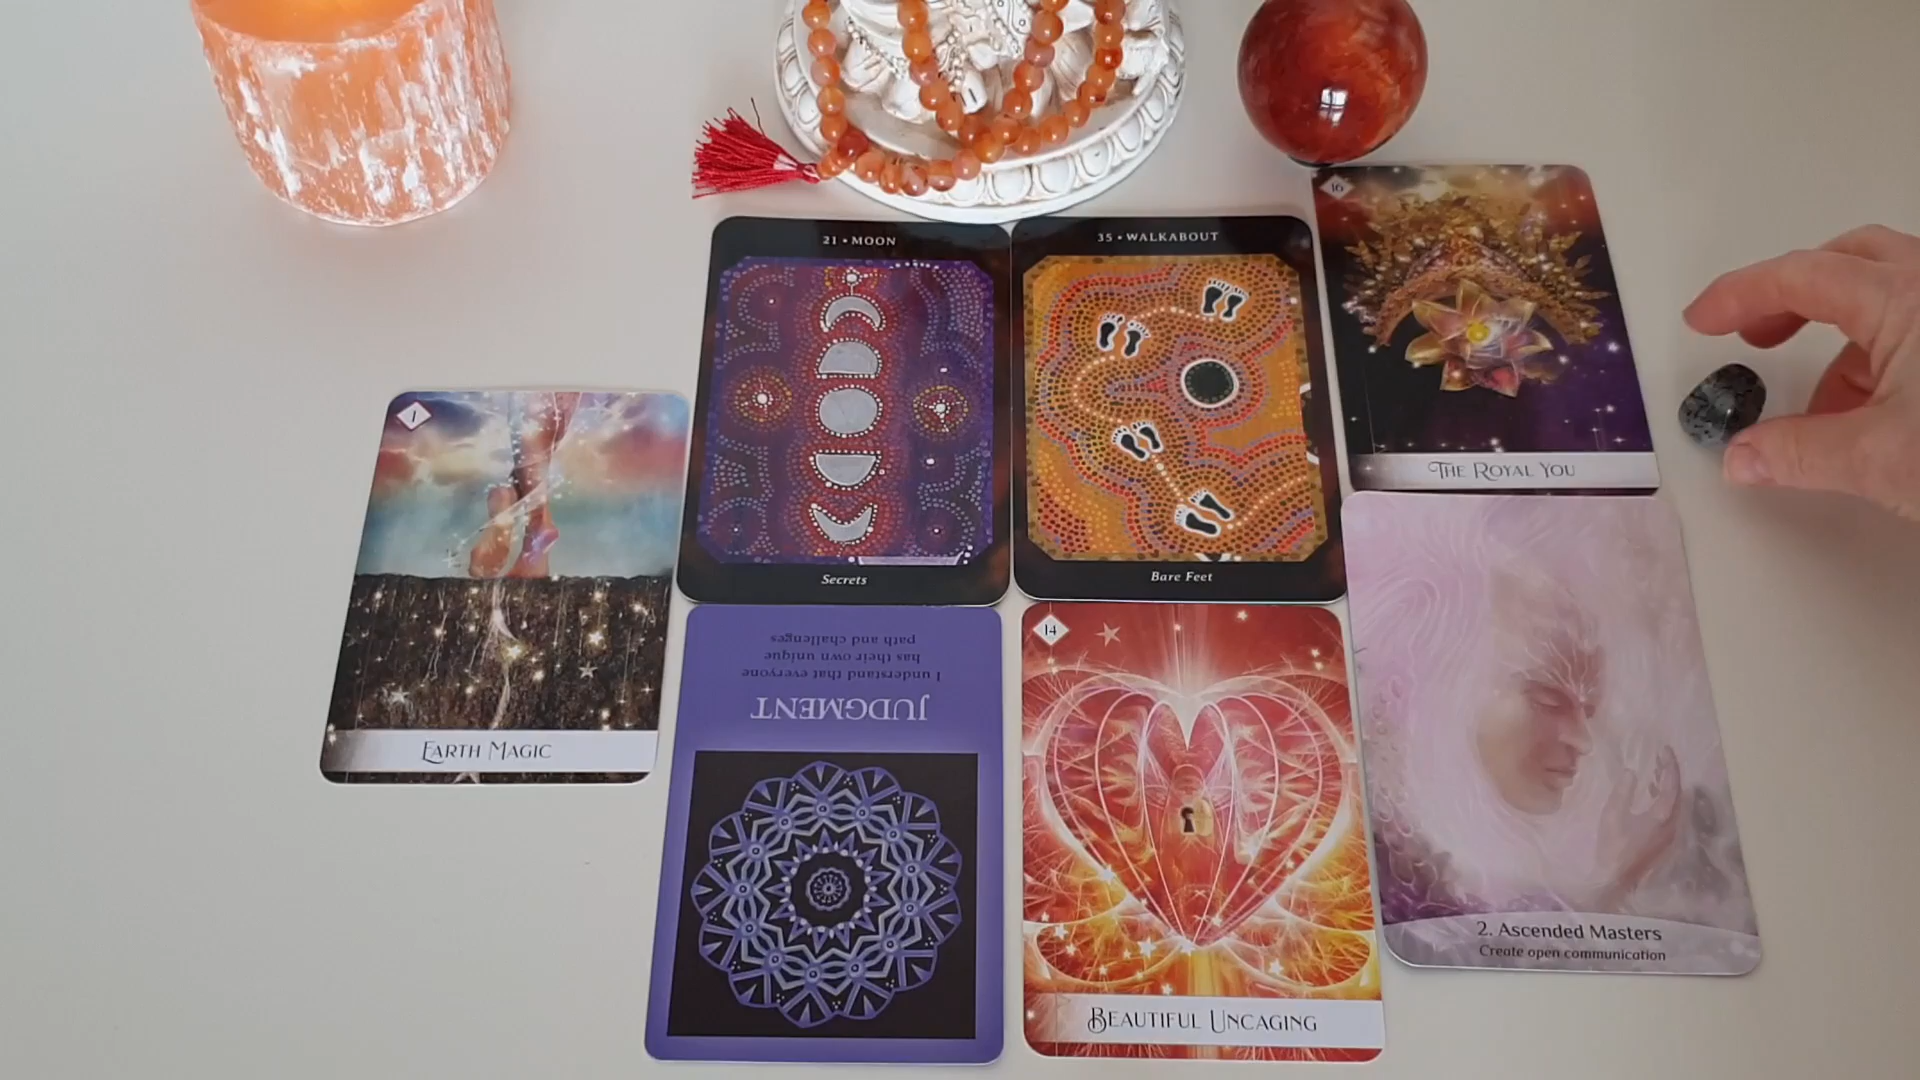 21 • MOON
Secrets
35 • WALKABOUT
Bare Feet
16
THE ROYAL YOU
1
EARTH MAGIC
JUDGMENT
I understand that everyone
has their own unique
path and challenges
14
BEAUTIFUL UNCAGING
2. Ascended Masters
Create open communication